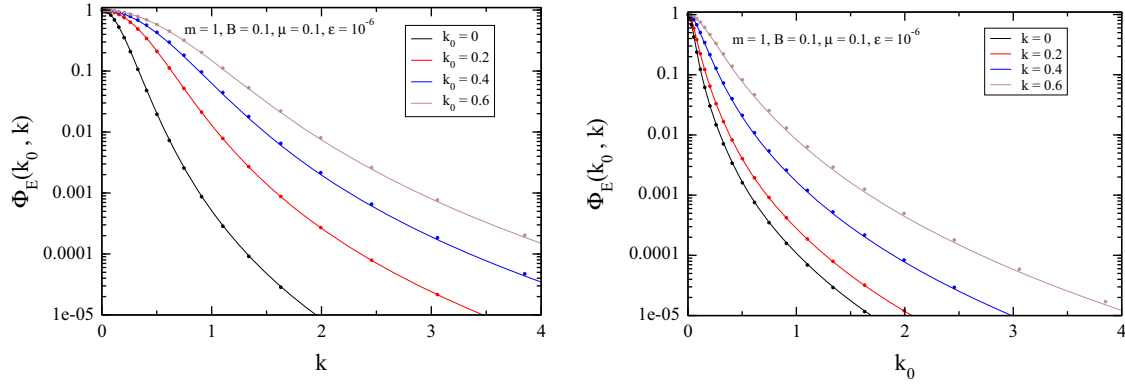 m = 1, B = 0.1, μ = 0.1, ε = 10⁻⁶
k₀ = 0
k₀ = 0.2
k₀ = 0.4
k₀ = 0.6
1
0.1
0.01
0.001
0.0001
1e-05
0 1 2 3 4
k
Φ_E(k₀, k)
m = 1, B = 0.1, μ = 0.1, ε = 10⁻⁶
k = 0
k = 0.2
k = 0.4
k = 0.6
1
0.1
0.01
0.001
0.0001
1e-05
0 1 2 3 4
k₀
Φ_E(k₀, k)